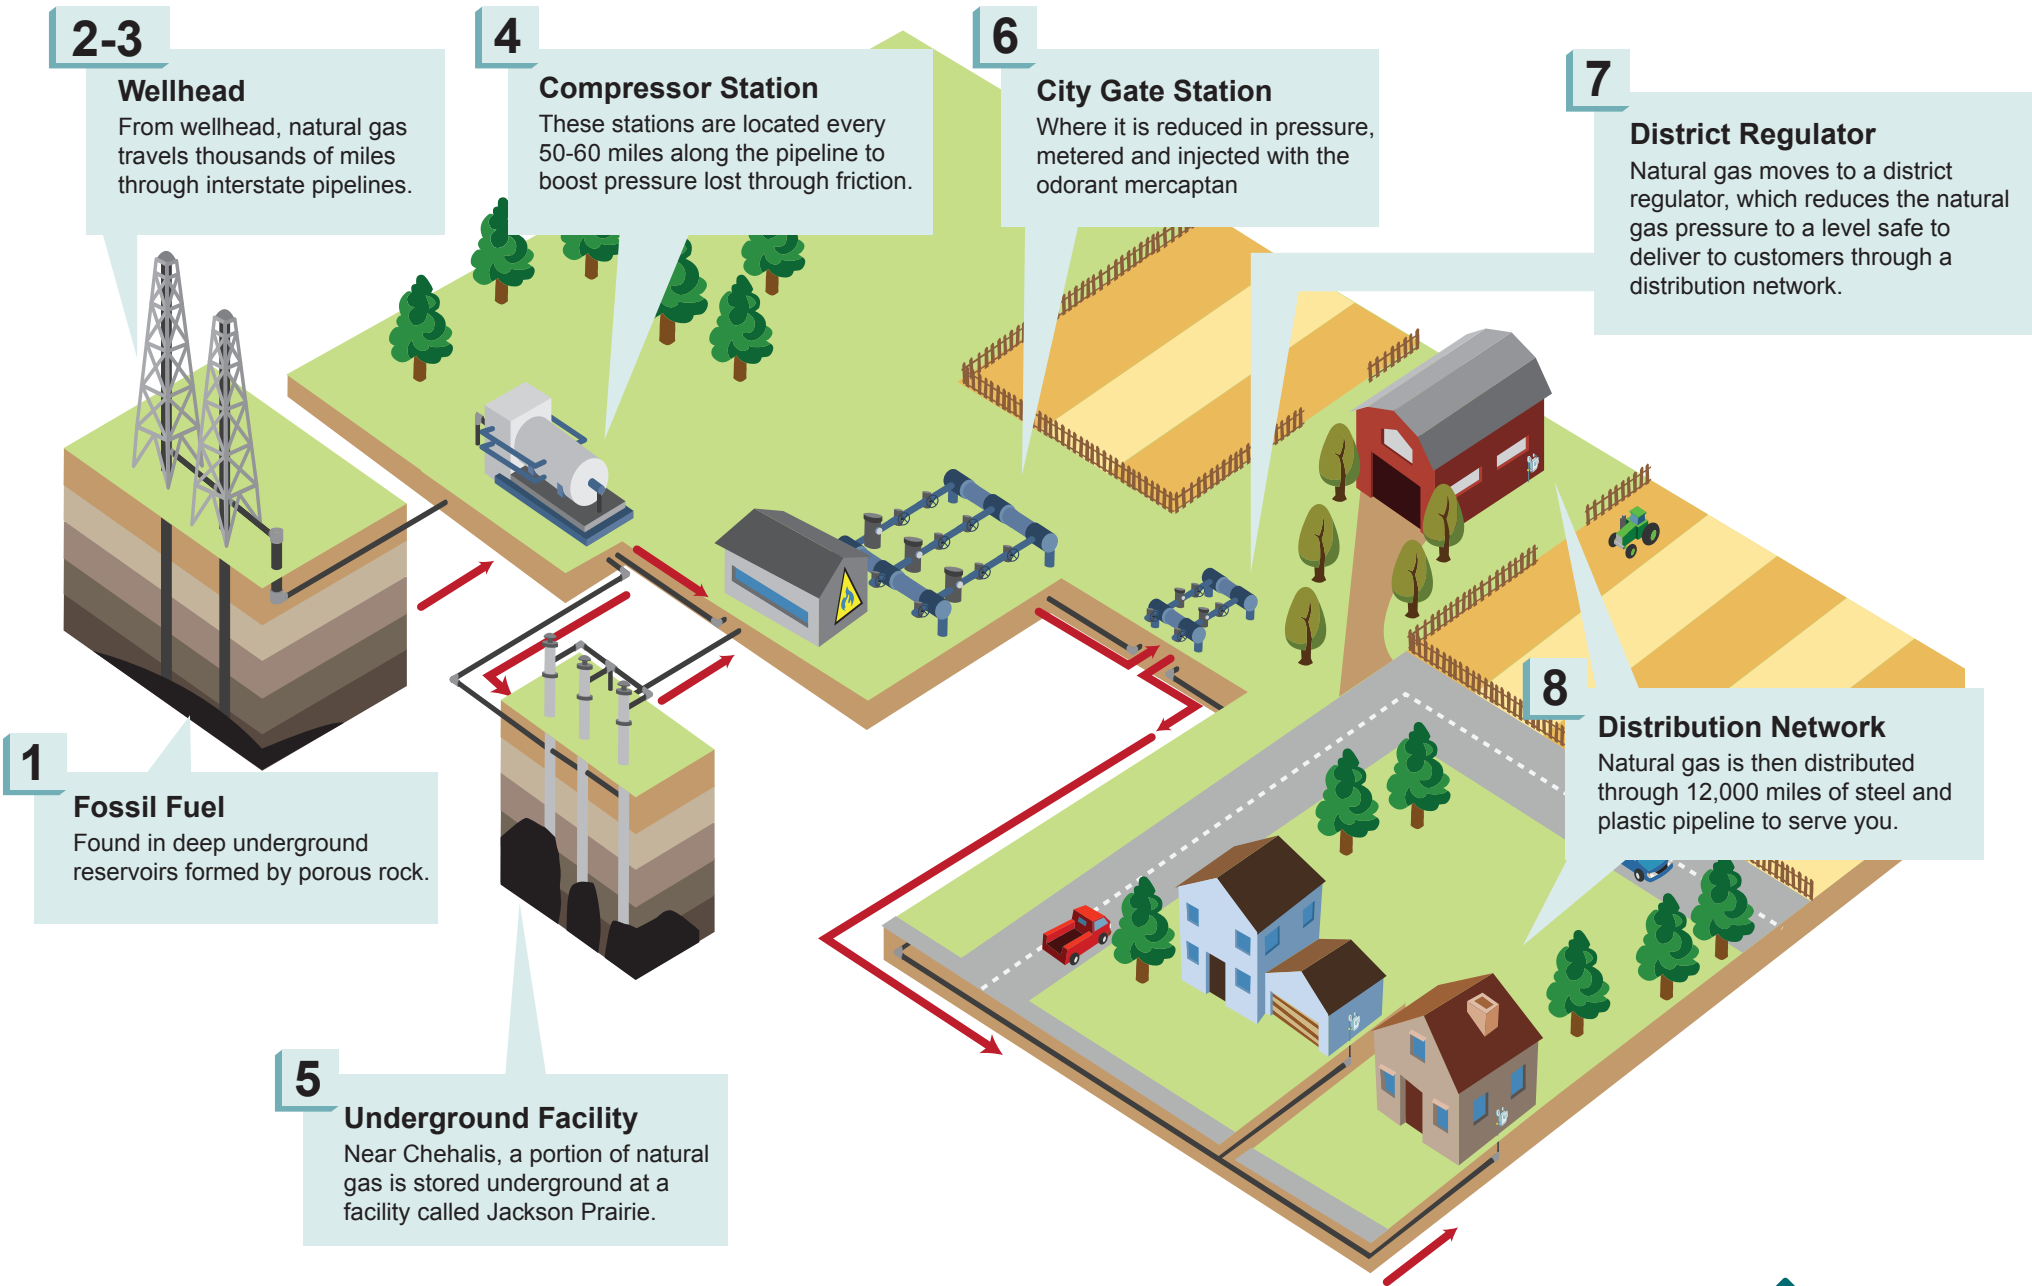 2-3
Wellhead
From wellhead, natural gas
travels thousands of miles
through interstate pipelines.
4
Compressor Station
These stations are located every
50-60 miles along the pipeline to
boost pressure lost through friction.
6
City Gate Station
Where it is reduced in pressure,
metered and injected with the
odorant mercaptan
7
District Regulator
Natural gas moves to a district
regulator, which reduces the natural
gas pressure to a level safe to
deliver to customers through a
distribution network.
1
Fossil Fuel
Found in deep underground
reservoirs formed by porous rock.
8
Distribution Network
Natural gas is then distributed
through 12,000 miles of steel and
plastic pipeline to serve you.
5
Underground Facility
Near Chehalis, a portion of natural
gas is stored underground at a
facility called Jackson Prairie.